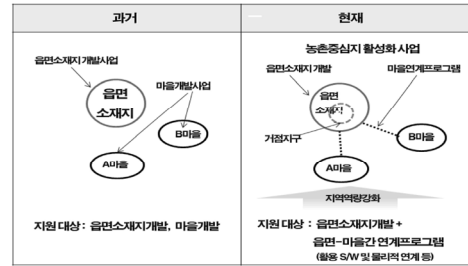 과거
읍면소재지 개발사업
마을개발사업
읍면
소재지
B마을
A마을
지원 대상 : 읍면소재지개발, 마을개발
현재
농촌중심지 활성화 사업
읍면소재지 개발
마을연계프로그램
읍면
소재지
거점지구
B마을
A마을
지역역량강화
지원 대상 : 읍면소재지개발 +
읍면-마을간 연계프로그램
(활용 S/W 및 물리적 연계 등)